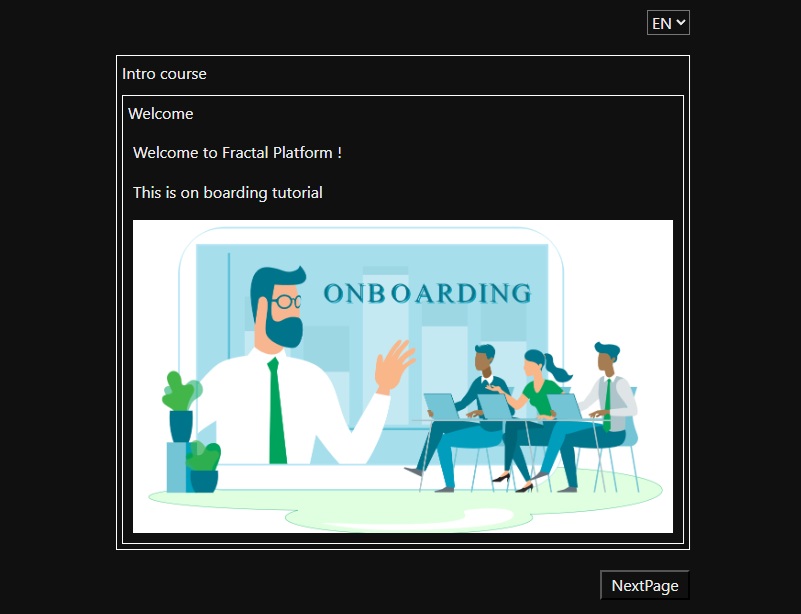 EN
Intro course
Welcome
Welcome to Fractal Platform !
This is on boarding tutorial
ONBOARDING
NextPage